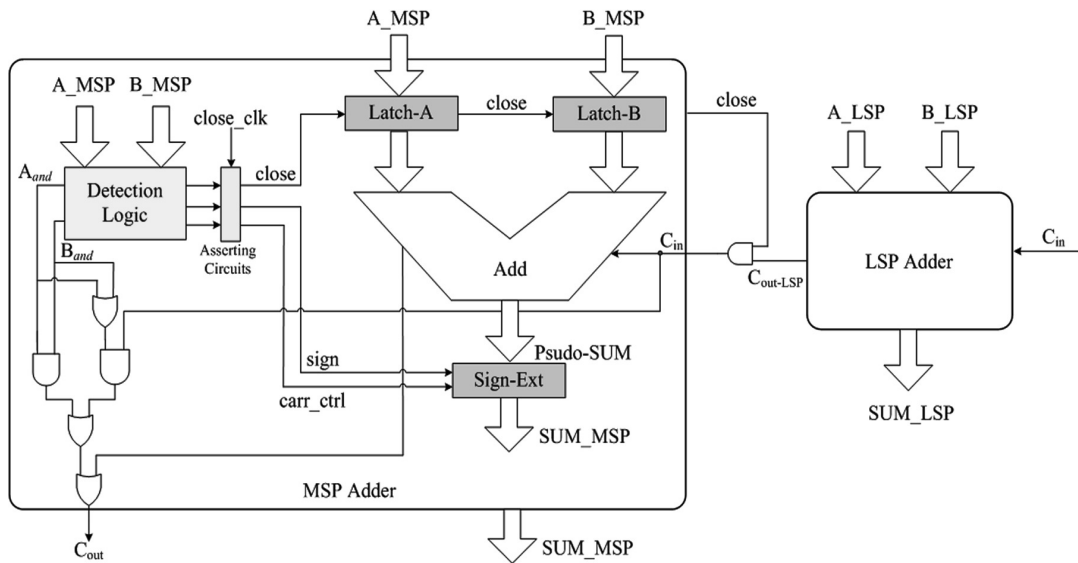 A_MSP
B_MSP
A_MSP
B_MSP
close_clk
Latch-A
close
Latch-B
close
A_LSP
B_LSP
A_and
Detection
Logic
close
B_and
Asserting
Circuits
Add
C_in
C_out-LSP
LSP Adder
C_in
Psudo-SUM
sign
Sign-Ext
carr_ctrl
SUM_LSP
SUM_MSP
MSP Adder
C_out
SUM_MSP